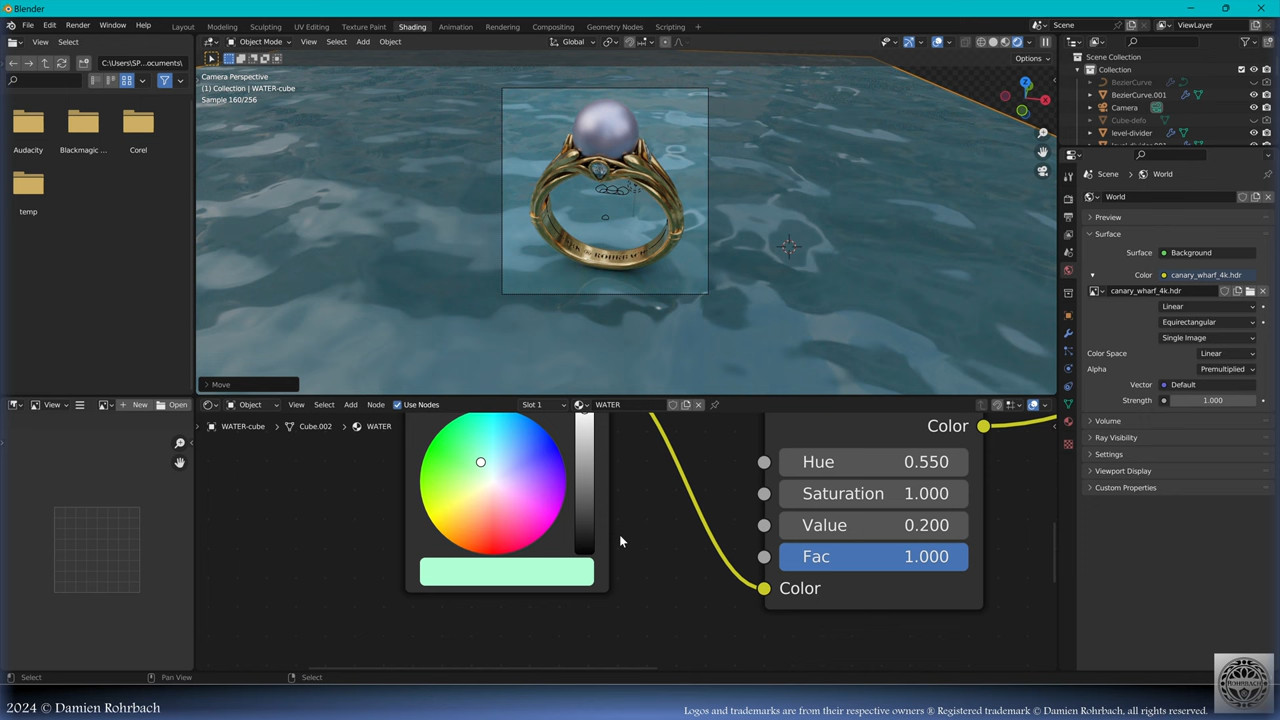 Blender
File Edit Render Window Help Layout Modeling Sculpting UV Editing Texture Paint Shading Animation Rendering Compositing Geometry Nodes Scripting + Scene ViewLayer
View Select Object Mode View Select Add Object Global
C:\Users\SP...ocuments\ Options
Camera Perspective
(1) Collection | WATER-cube
Sample 160/256
Scene Collection
Collection
BezierCurve
BezierCurve.001
Camera
Cube-defo
level-divider
Audacity Blackmagic ... Corel
temp
Scene > World
World
Preview
Surface
Surface Background
Color canary_wharf_4k.hdr
canary_wharf_4k.hdr
Linear
Equirectangular
Single Image
Color Space Linear
Alpha Premultiplied
Vector Default
Strength 1.000
Volume
Ray Visibility
Settings
Viewport Display
Custom Properties
Move
View New Open Object View Select Add Node Use Nodes Slot 1 WATER
WATER-cube > Cube.002 > WATER
Color
Hue 0.550
Saturation 1.000
Value 0.200
Fac 1.000
Color
Select Pan View Select
2024 © Damien Rohrbach
Logos and trademarks are from their respective owners ® Registered trademark © Damien Rohrbach, all rights reserved.
ROHRBACH